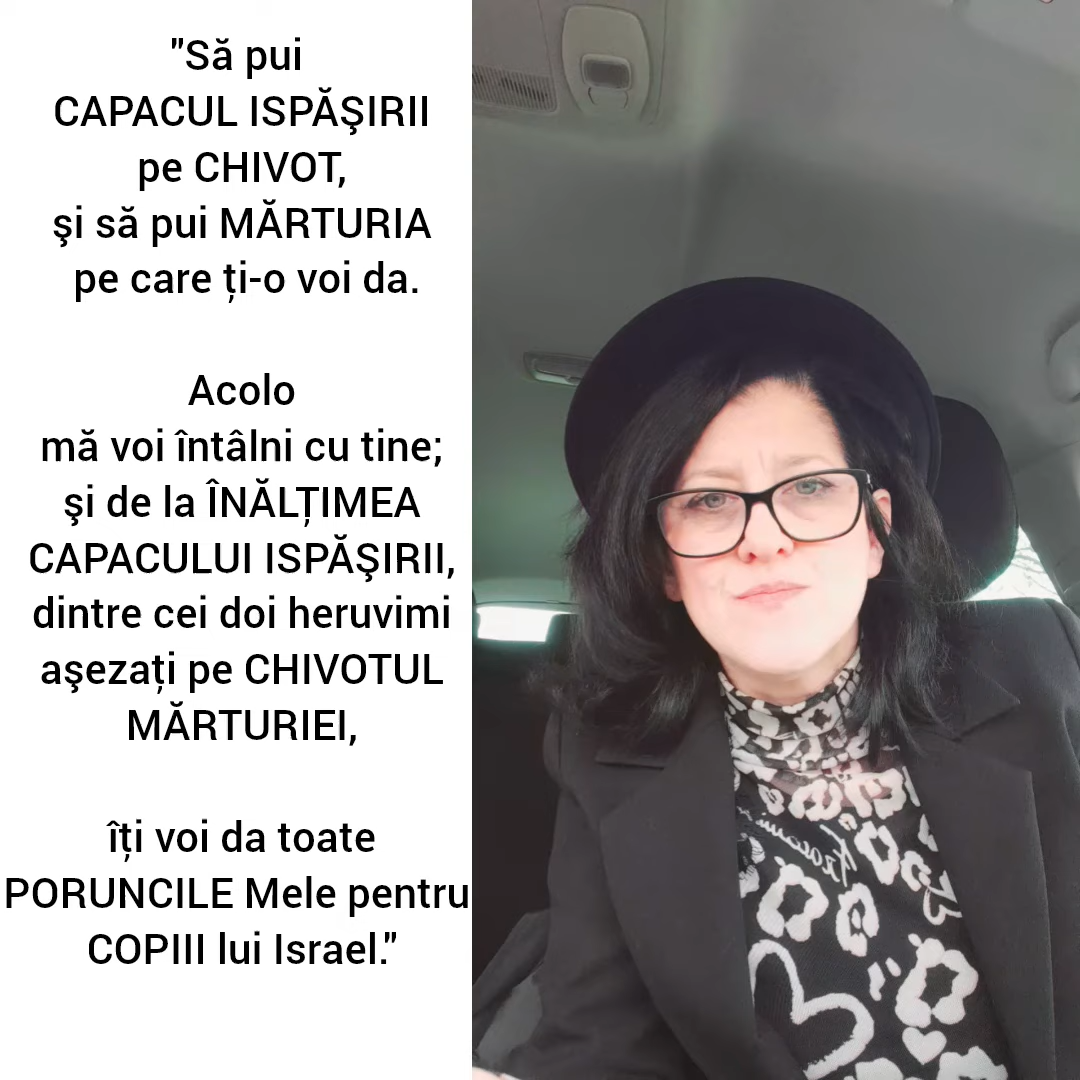 "Să pui
CAPACUL ISPĂŞIRII
pe CHIVOT,
şi să pui MĂRTURIA
pe care ți-o voi da.
Acolo
mă voi întâlni cu tine;
şi de la ÎNĂLȚIMEA
CAPACULUI ISPĂŞIRII,
dintre cei doi heruvimi
aşezați pe CHIVOTUL
MĂRTURIEI,
îți voi da toate
PORUNCILE Mele pentru
COPIII lui Israel."